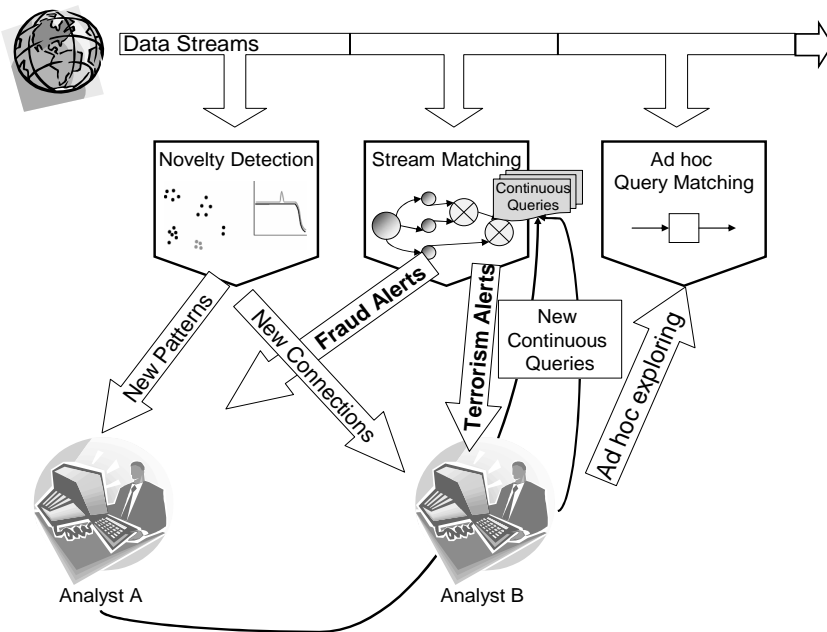 Data Streams
Novelty Detection
Stream Matching
Continuous
Queries
Ad hoc
Query Matching
New Patterns
New Connections
Fraud Alerts
Terrorism Alerts
New
Continuous
Queries
Ad hoc exploring
Analyst A
Analyst B